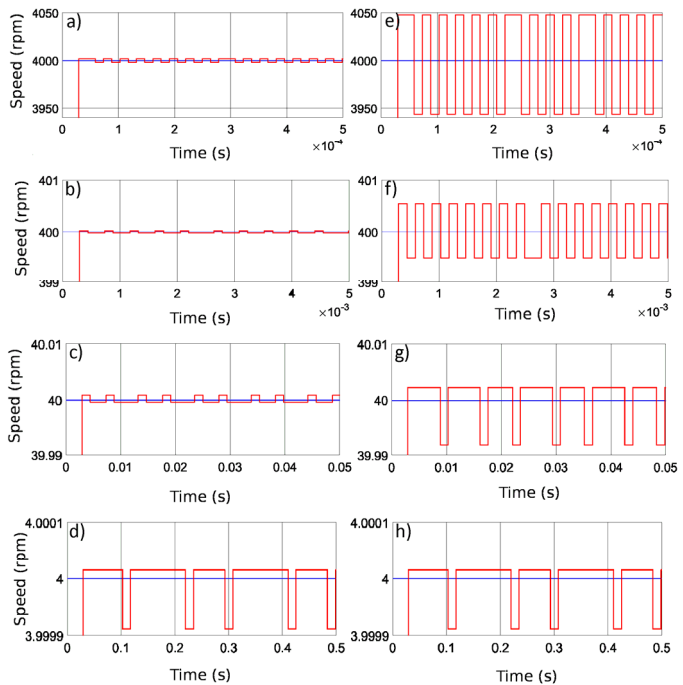 a)
4050
4000
3950
Speed (rpm)
0 1 2 3 4 5
×10⁻⁴
Time (s)
e)
4050
4000
3950
0 1 2 3 4 5
×10⁻⁴
Time (s)
b)
401
400
399
Speed (rpm)
0 1 2 3 4 5
×10⁻³
Time (s)
f)
401
400
399
0 1 2 3 4 5
×10⁻³
Time (s)
c)
40.01
40
39.99
Speed (rpm)
0 0.01 0.02 0.03 0.04 0.05
Time (s)
g)
40.01
40
39.99
0 0.01 0.02 0.03 0.04 0.05
Time (s)
d)
4.0001
4
3.9999
Speed (rpm)
0 0.1 0.2 0.3 0.4 0.5
Time (s)
h)
4.0001
4
3.9999
0 0.1 0.2 0.3 0.4 0.5
Time (s)